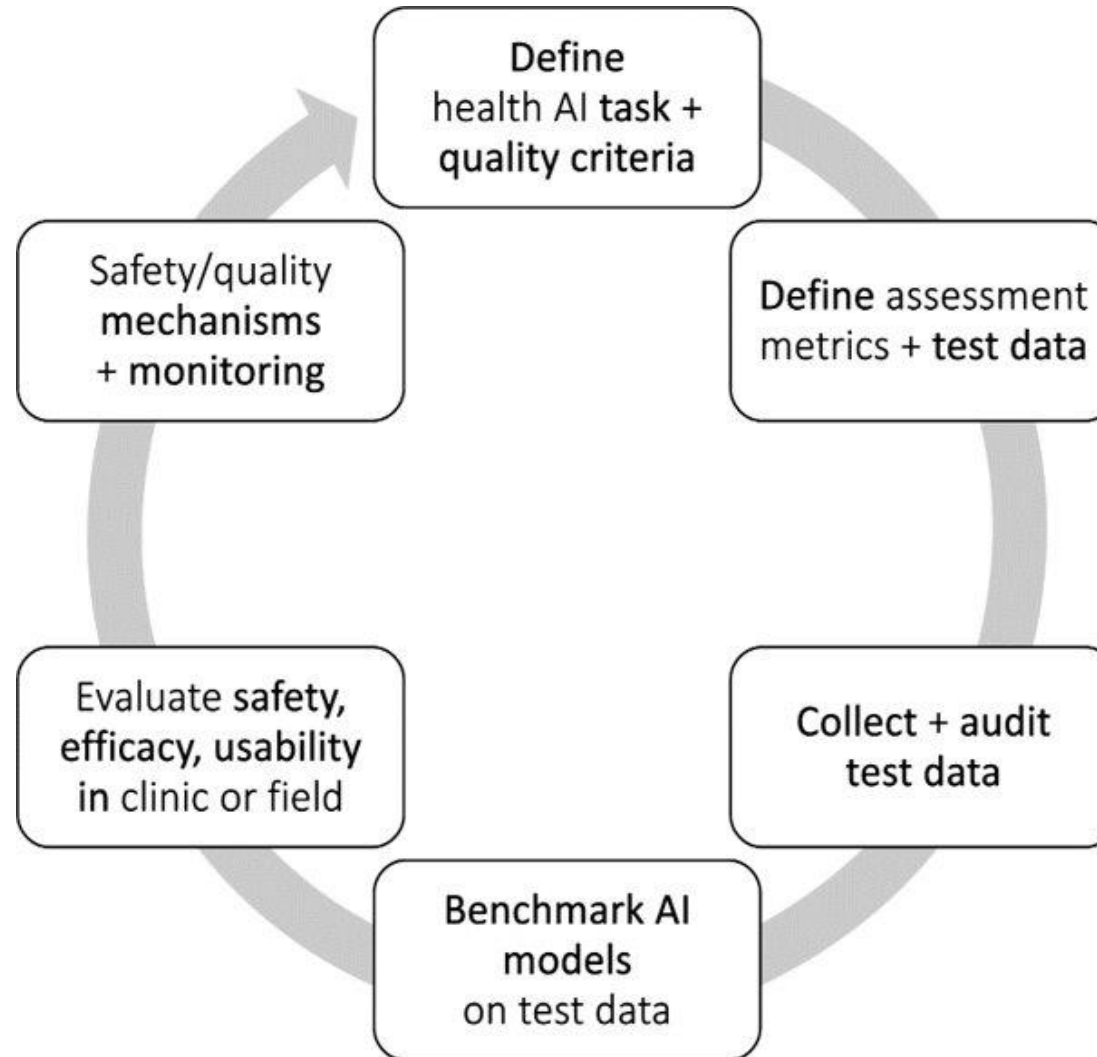 Define
health AI task +
quality criteria
Define assessment
metrics + test data
Collect + audit
test data
Benchmark AI
models
on test data
Evaluate safety,
efficacy, usability
in clinic or field
Safety/quality
mechanisms
+ monitoring